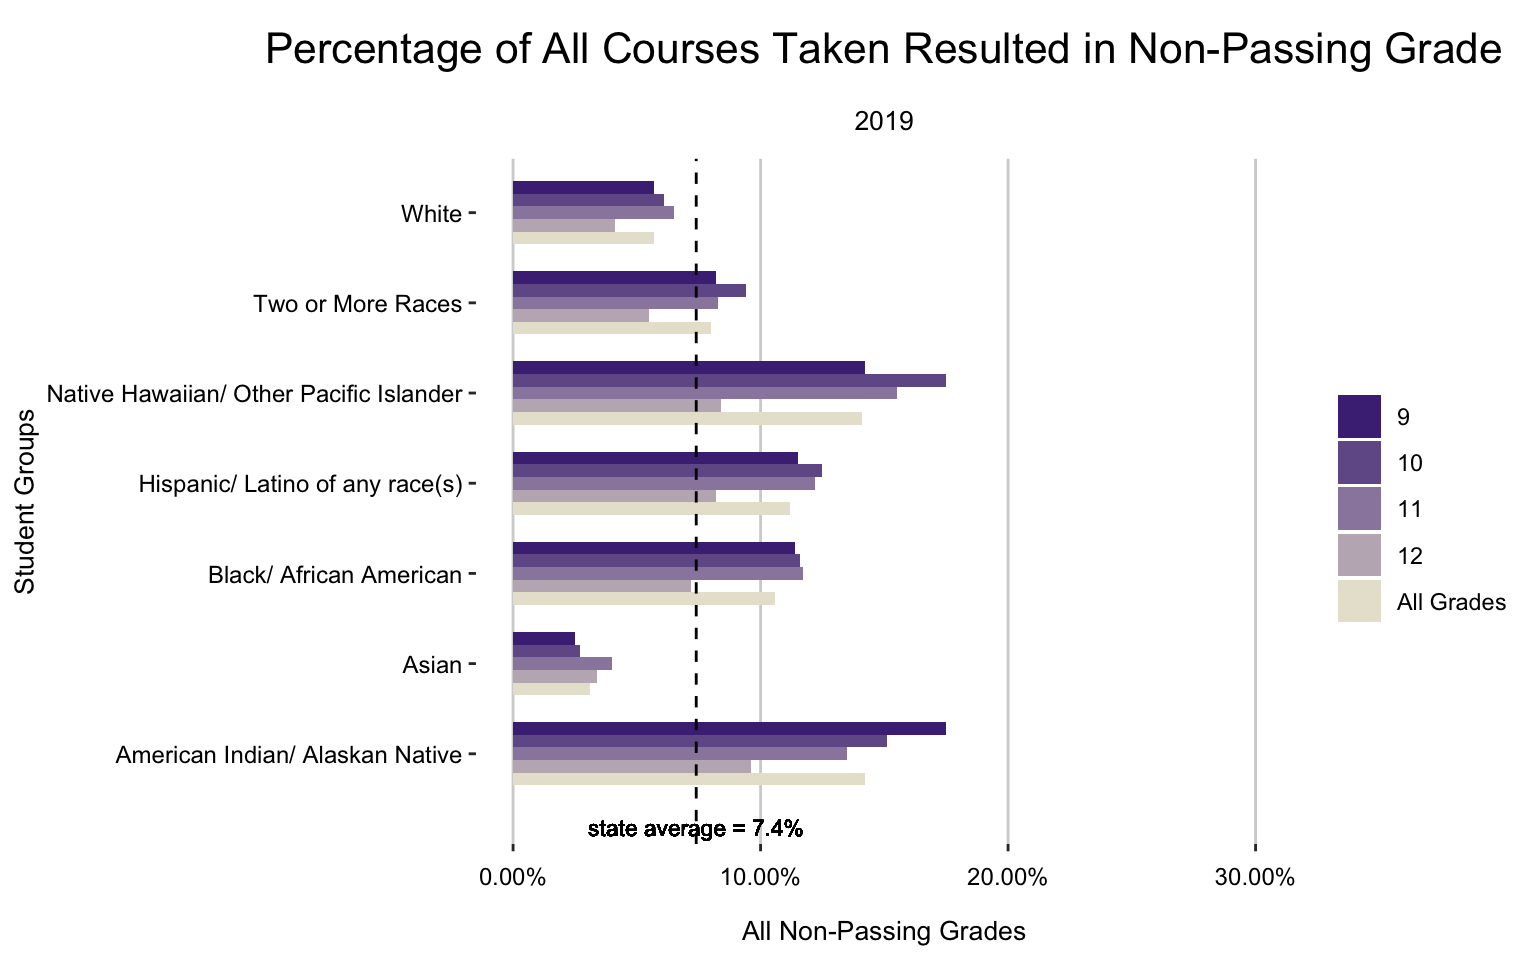 Percentage of All Courses Taken Resulted in Non-Passing Grade
2019
White
Two or More Races
Native Hawaiian/ Other Pacific Islander
Hispanic/ Latino of any race(s)
Black/ African American
Asian
American Indian/ Alaskan Native
Student Groups
state average = 7.4%
0.00%
10.00%
20.00%
30.00%
All Non-Passing Grades
9
10
11
12
All Grades